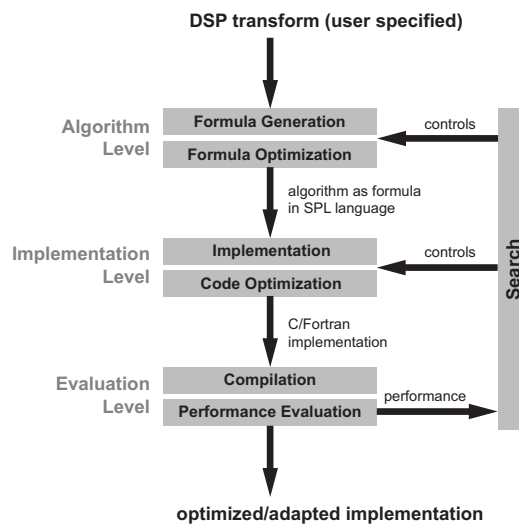 DSP transform (user specified)
Algorithm
Level
Formula Generation
Formula Optimization
controls
algorithm as formula
in SPL language
Implementation
Level
Implementation
Code Optimization
controls
Search
C/Fortran
implementation
Evaluation
Level
Compilation
Performance Evaluation
performance
optimized/adapted implementation